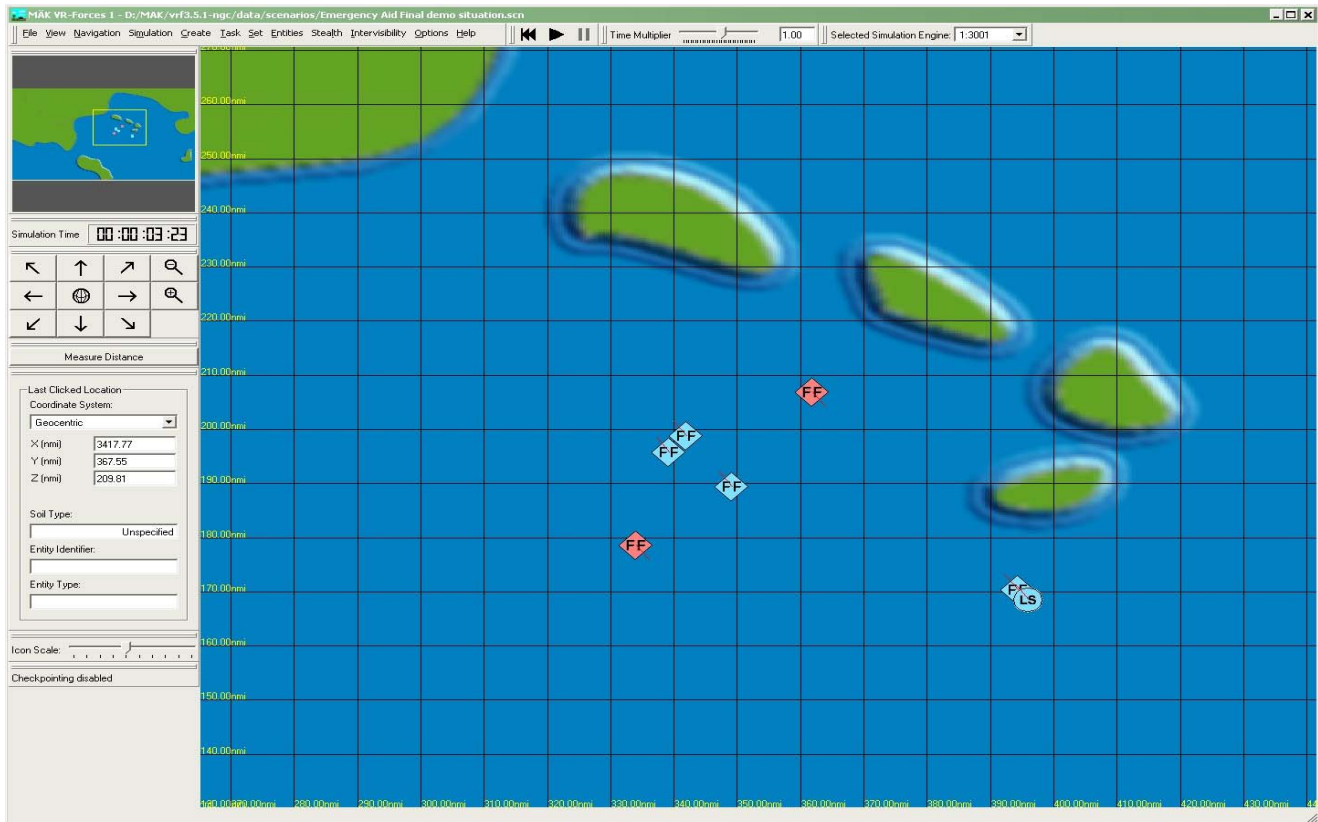 MÄK VR-Forces 1 - D:/MAK/vrf3.5.1-ngc/data/scenarios/Emergency Aid Final demo situation.scn
File View Navigation Simulation Create Task Set Entities Stealth Intervisibility Options Help
Time Multiplier 1.00
Selected Simulation Engine: 1:3001
Simulation Time 00:00:03:23
Measure Distance
Last Clicked Location
Coordinate System:
Geocentric
X (nmi) 3417.77
Y (nmi) 367.55
Z (nmi) 209.81
Soil Type:
Unspecified
Entity Identifier:
Entity Type:
Icon Scale:
Checkpointing disabled
260.00nmi
250.00nmi
240.00nmi
230.00nmi
220.00nmi
210.00nmi
FF
200.00nmi
FF
FF
190.00nmi
FF
180.00nmi
FF
170.00nmi
FF
LS
160.00nmi
150.00nmi
140.00nmi
280.00nmi 290.00nmi 300.00nmi 310.00nmi 320.00nmi 330.00nmi 340.00nmi 350.00nmi 360.00nmi 370.00nmi 380.00nmi 390.00nmi 400.00nmi 410.00nmi 420.00nmi 430.00nmi